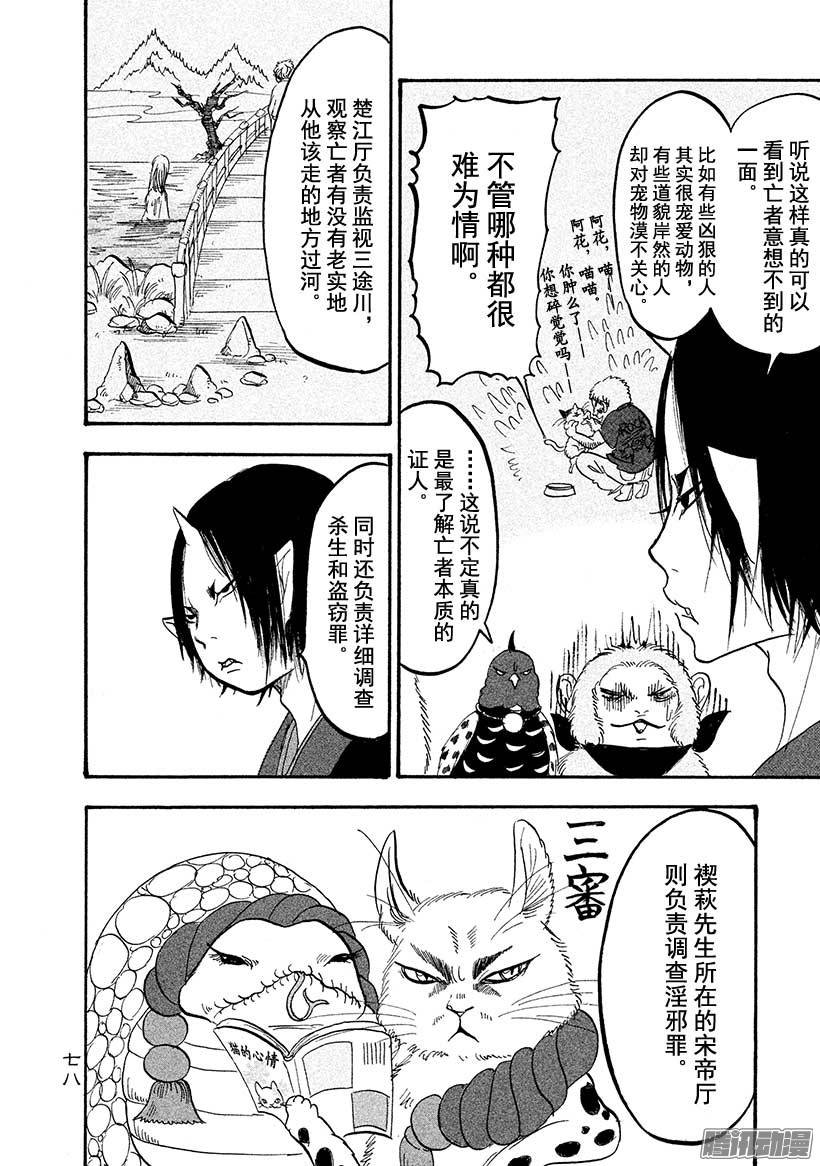 听说这样真的可以
看到亡者意想不到的
一面。
比如有些凶狠的人
其实很宠爱动物，
有些道貌岸然的人
却对宠物漠不关心。
阿花，喵——
阿花，喵喵。
你肿么了——
你想碎觉觉吗——
不管哪种都很
难为情啊。
……这说不定真的
是最了解亡者本质的
证人。
楚江厅负责监视三途川，
观察亡者有没有老实地
从他该走的地方过河。
同时还负责详细调查
杀生和盗窃罪。
三審
禊萩先生所在的宋帝厅
则负责调查淫邪罪。
猫的心情
七八
腾讯动漫